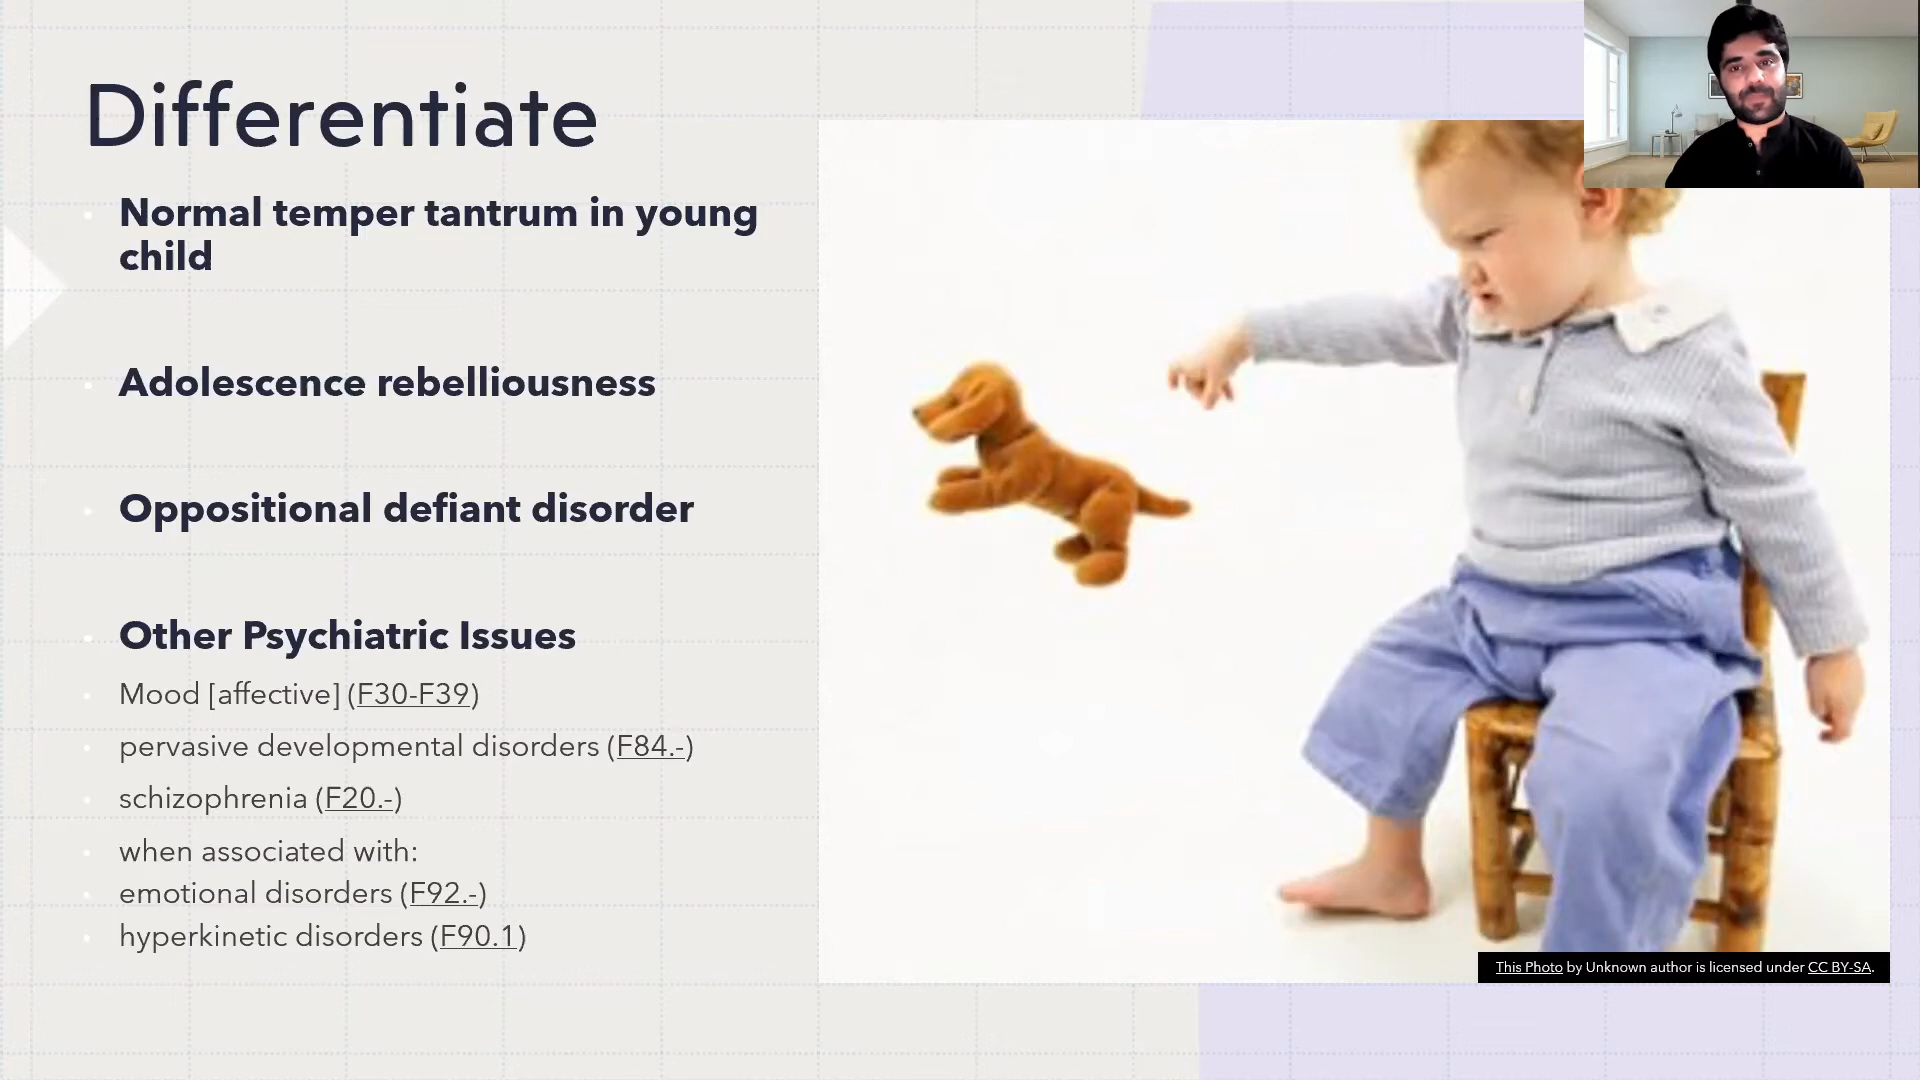 Differentiate
Normal temper tantrum in young
child
Adolescence rebelliousness
Oppositional defiant disorder
Other Psychiatric Issues
Mood [affective] (F30-F39)
pervasive developmental disorders (F84.-)
schizophrenia (F20.-)
when associated with:
emotional disorders (F92.-)
hyperkinetic disorders (F90.1)
This Photo by Unknown author is licensed under CC BY-SA.